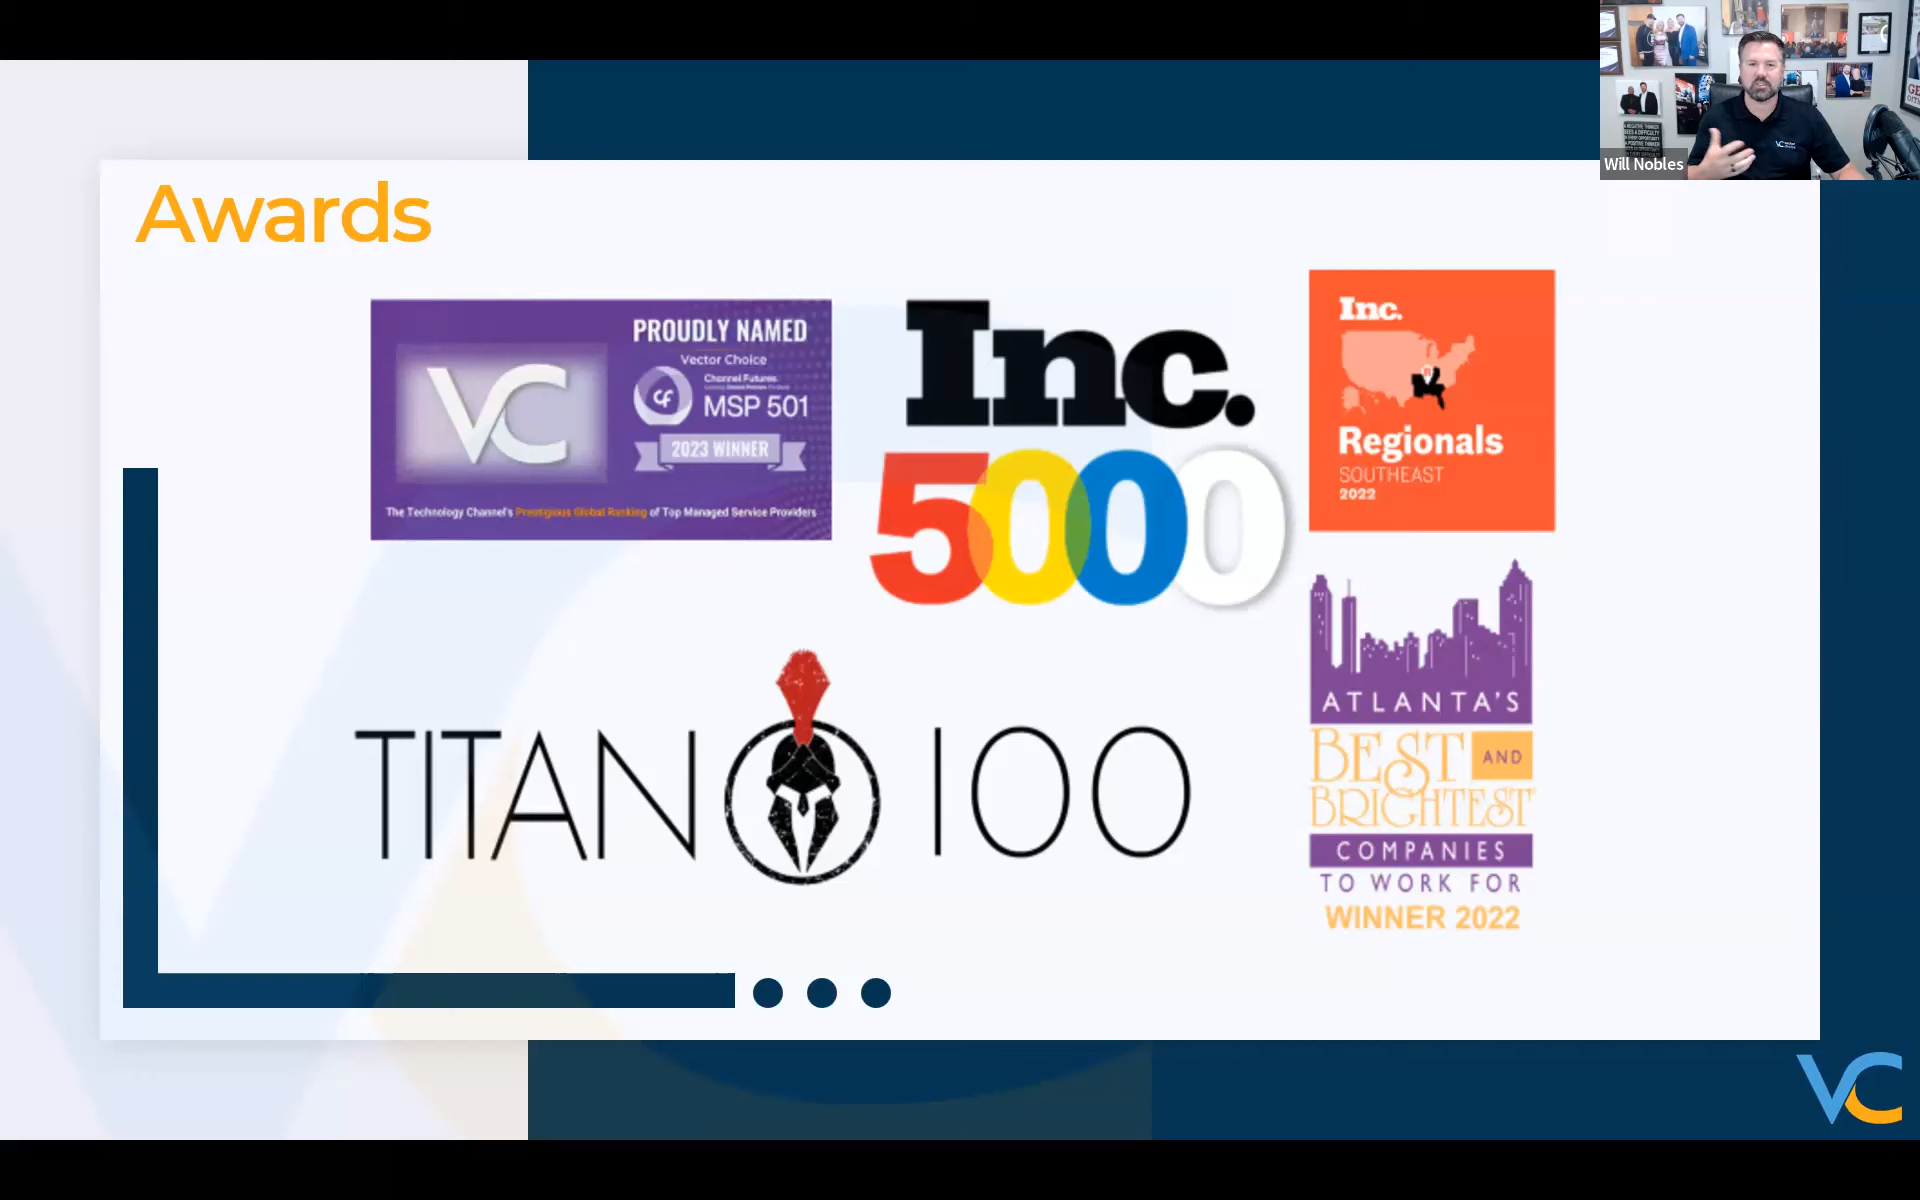 Will Nobles
Awards
PROUDLY NAMED
Vector Choice
Channel Futures.
MSP 501
2023 WINNER
The Technology Channel's Prestigious Global Ranking of Top Managed Service Providers
VC
Inc.
5000
Inc.
Regionals
SOUTHEAST
2022
TITAN 100
ATLANTA'S
BEST AND
BRIGHTEST
COMPANIES
TO WORK FOR
WINNER 2022
VC